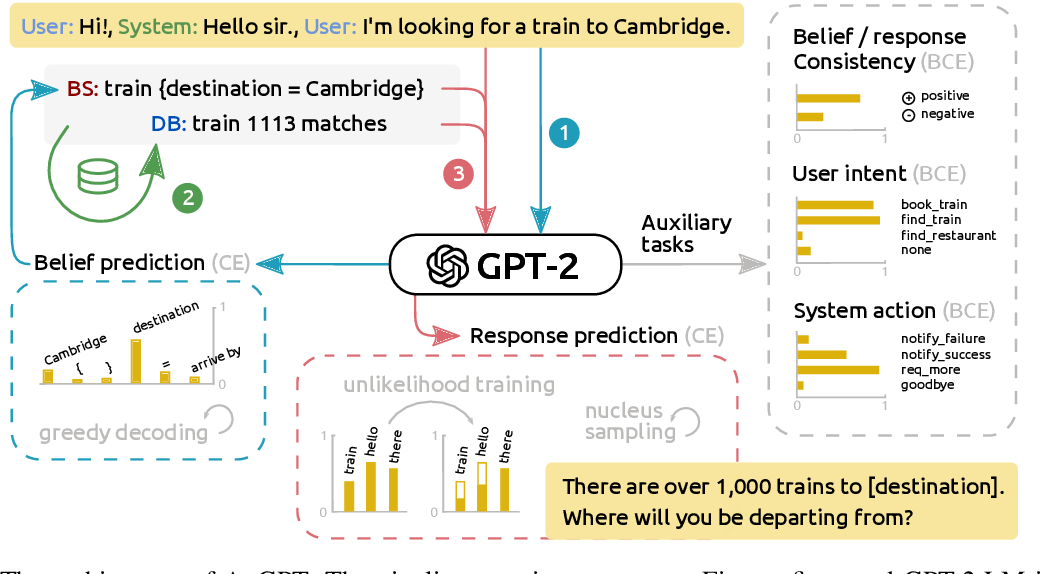 User: Hi!, System: Hello sir., User: I'm looking for a train to Cambridge.
BS: train {destination = Cambridge}
DB: train 1113 matches
1
2
3
Belief prediction (CE)
GPT-2
Auxiliary
tasks
Response prediction (CE)
Cambridge
{
}
destination
=
arrive by
1
0
greedy decoding
unlikelihood training
nucleus
sampling
1
0
train
hello
there
1
0
train
hello
there
There are over 1,000 trains to [destination].
Where will you be departing from?
Belief / response
Consistency (BCE)
+ positive
- negative
0 1
User intent (BCE)
book_train
find_train
find_restaurant
none
0 1
System action (BCE)
notify_failure
notify_success
req_more
goodbye
0 1